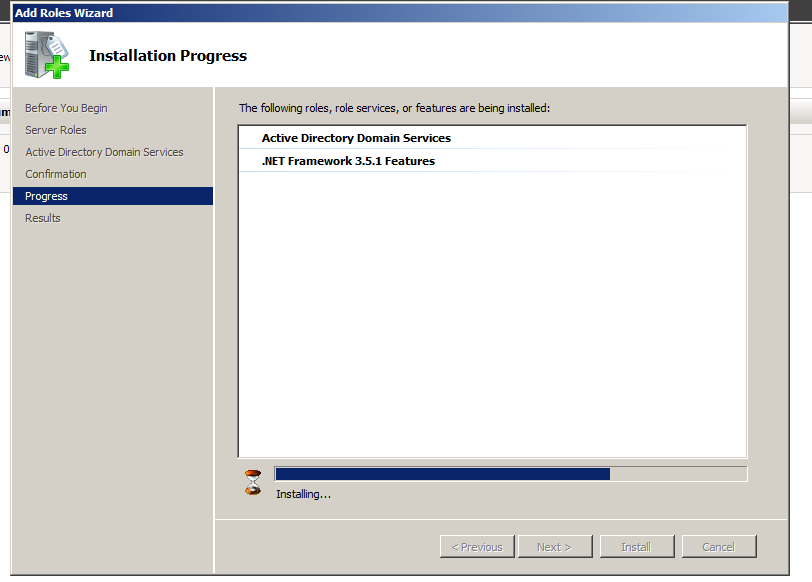 Add Roles Wizard
Installation Progress
Before You Begin
Server Roles
Active Directory Domain Services
Confirmation
Progress
Results
The following roles, role services, or features are being installed:
Active Directory Domain Services
.NET Framework 3.5.1 Features
Installing...
< Previous
Next >
Install
Cancel